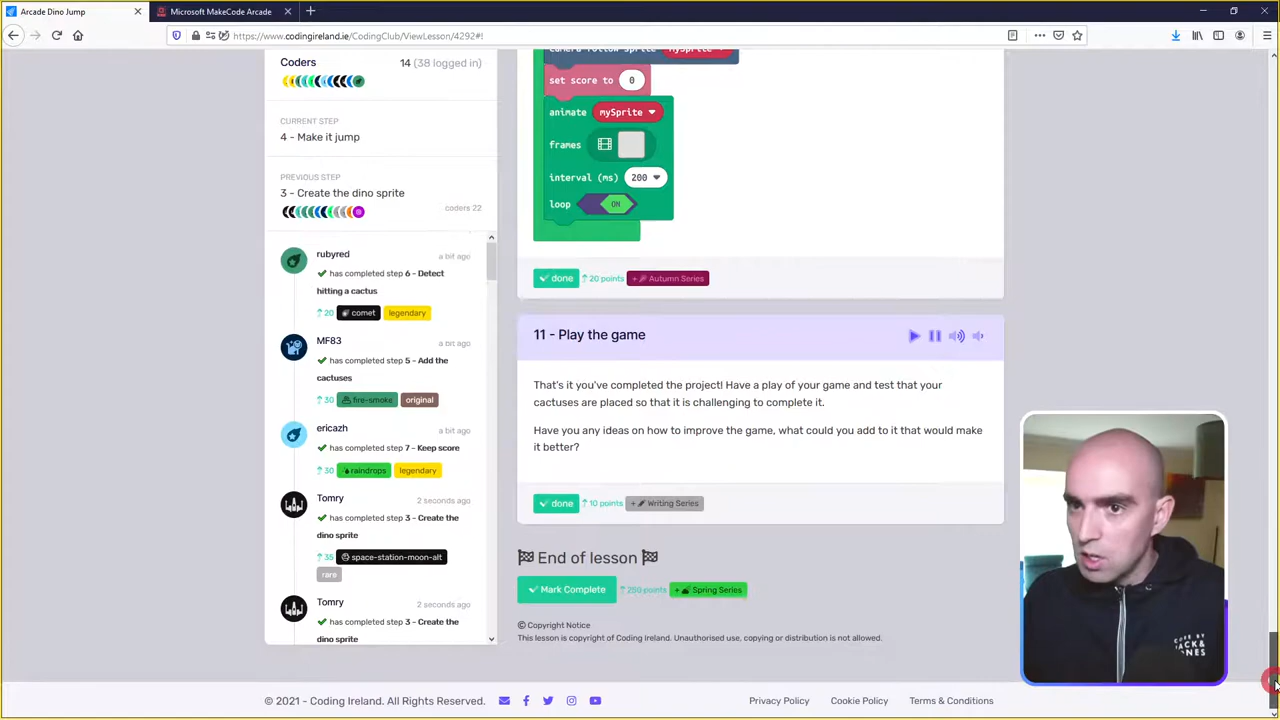 Arcade Dino Jump
Microsoft MakeCode Arcade
https://www.codingireland.ie/CodingClub/ViewLesson/4292#!
Coders
14 (38 logged in)
CURRENT STEP
4 - Make it jump
PREVIOUS STEP
3 - Create the dino sprite
coders 22
rubyred
a bit ago
has completed step 6 - Detect
hitting a cactus
20 comet legendary
MF83
a bit ago
has completed step 5 - Add the
cactuses
30 fire-smoke original
ericazh
a bit ago
has completed step 7 - Keep score
30 raindrops legendary
Tomry
2 seconds ago
has completed step 3 - Create the
dino sprite
35 space-station-moon-alt
rare
Tomry
2 seconds ago
has completed step 3 - Create the
dino sprite
camera follow sprite mySprite
set score to 0
animate mySprite
frames
interval (ms) 200
loop ON
done 20 points + Autumn Series
11 - Play the game
That's it you've completed the project! Have a play of your game and test that your
cactuses are placed so that it is challenging to complete it.
Have you any ideas on how to improve the game, what could you add to it that would make
it better?
done 10 points + Writing Series
End of lesson
Mark Complete 250 points + Spring Series
© Copyright Notice
This lesson is copyright of Coding Ireland. Unauthorised use, copying or distribution is not allowed.
CORE BY
JACK &
JONES
© 2021 - Coding Ireland. All Rights Reserved.
Privacy Policy
Cookie Policy
Terms & Conditions